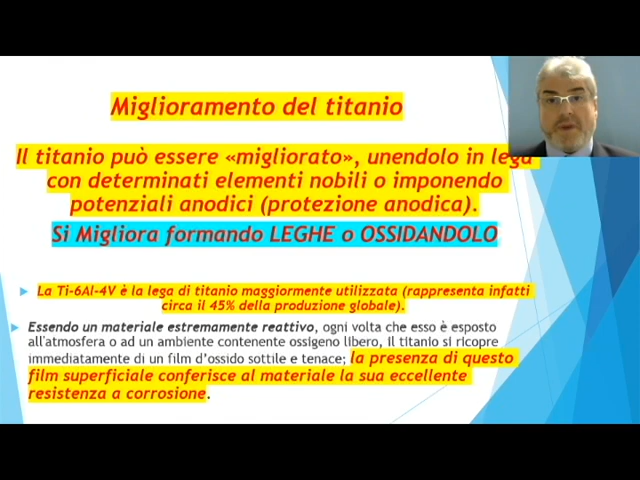 Miglioramento del titanio
Il titanio può essere «migliorato», unendolo in lega
con determinati elementi nobili o imponendo
potenziali anodici (protezione anodica).
Si Migliora formando LEGHE o OSSIDANDOLO
La Ti-6Al-4V è la lega di titanio maggiormente utilizzata (rappresenta infatti
circa il 45% della produzione globale).
Essendo un materiale estremamente reattivo, ogni volta che esso è esposto
all'atmosfera o ad un ambiente contenente ossigeno libero, il titanio si ricopre
immediatamente di un film d'ossido sottile e tenace; la presenza di questo
film superficiale conferisce al materiale la sua eccellente
resistenza a corrosione.